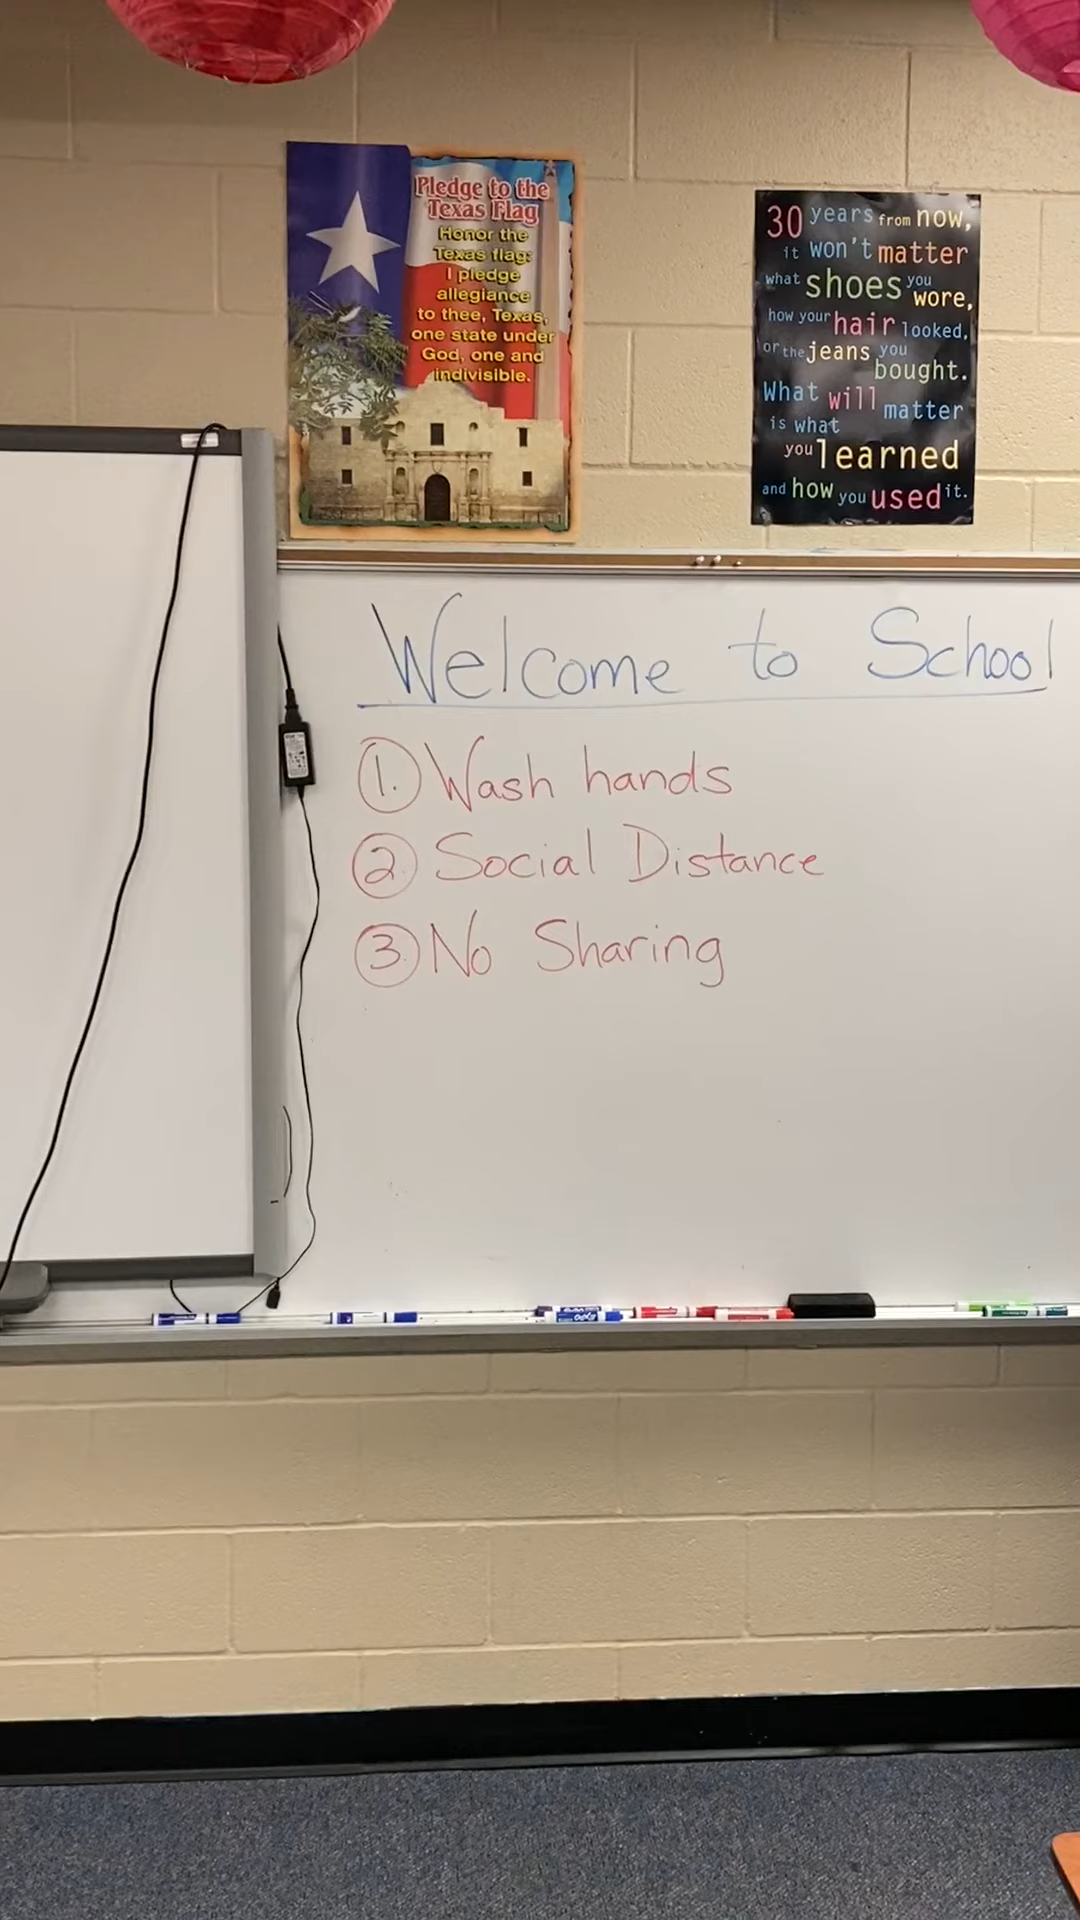 Pledge to the
Texas Flag
Honor the
Texas flag:
I pledge
allegiance
to thee, Texas,
one state under
God, one and
indivisible.
30 years from now,
it won't matter
what shoes you
wore,
how your hair looked,
or the jeans you
bought.
What will matter
is what
you learned
and how you used it.
Welcome to School
1. Wash hands
2. Social Distance
3. No Sharing